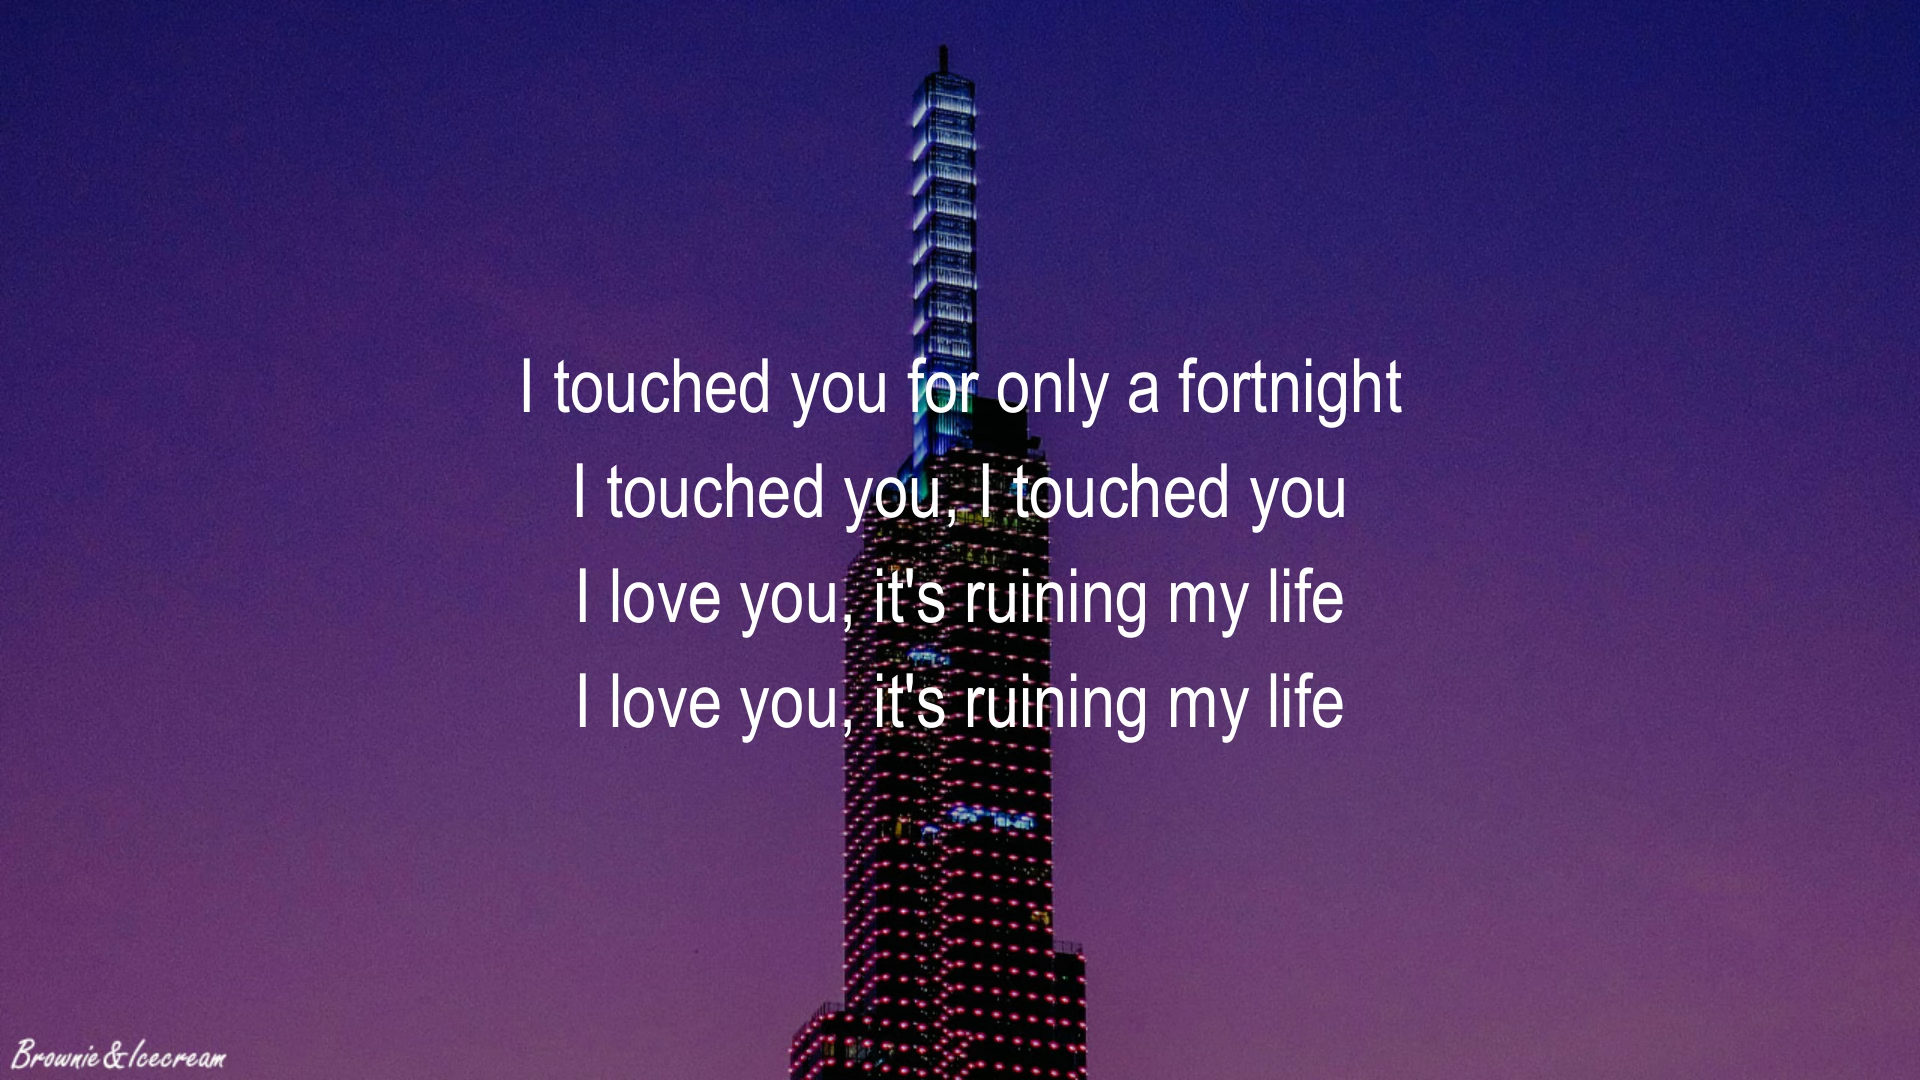 I touched you for only a fortnight
I touched you, I touched you
I love you, it's ruining my life
I love you, it's ruining my life
Brownie&Icecream